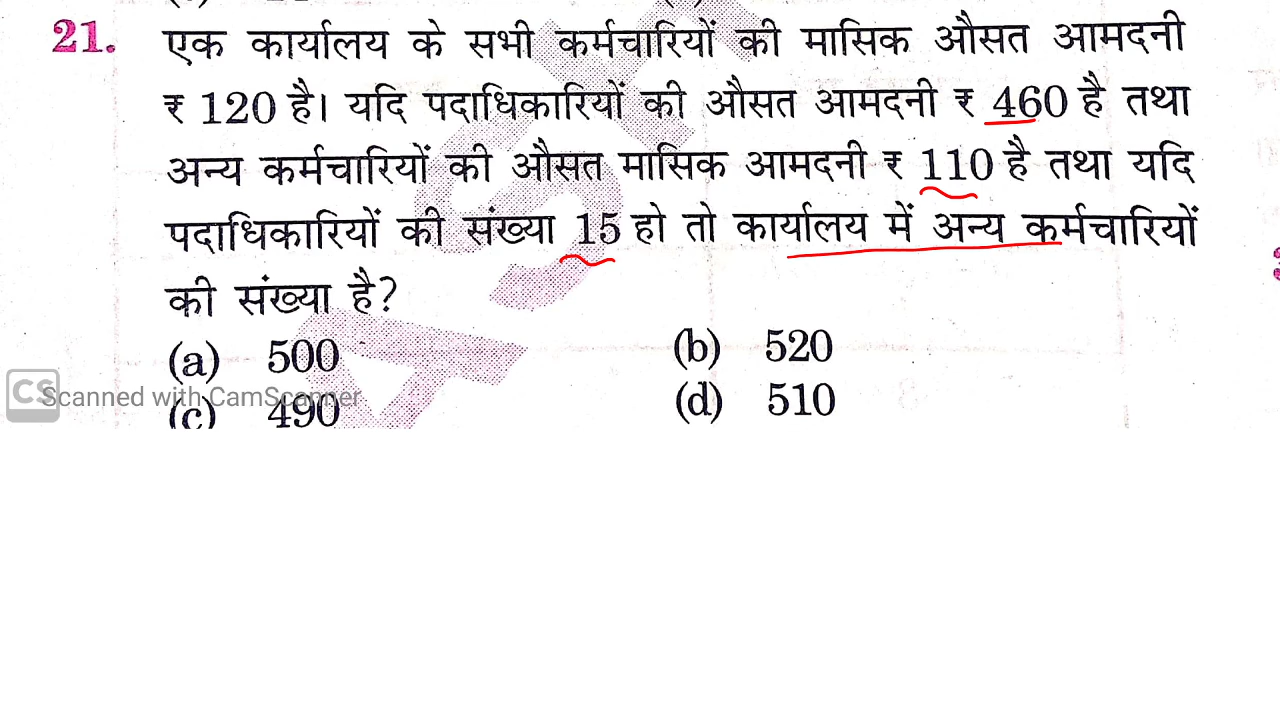 21. एक कार्यालय के सभी कर्मचारियों की मासिक औसत आमदनी
₹ 120 है। यदि पदाधिकारियों की औसत आमदनी ₹ 460 है तथा
अन्य कर्मचारियों की औसत मासिक आमदनी ₹ 110 है तथा यदि
पदाधिकारियों की संख्या 15 हो तो कार्यालय में अन्य कर्मचारियों
की संख्या है?
(a) 500 (b) 520
CS Scanned with CamScanner
(c) 490 (d) 510